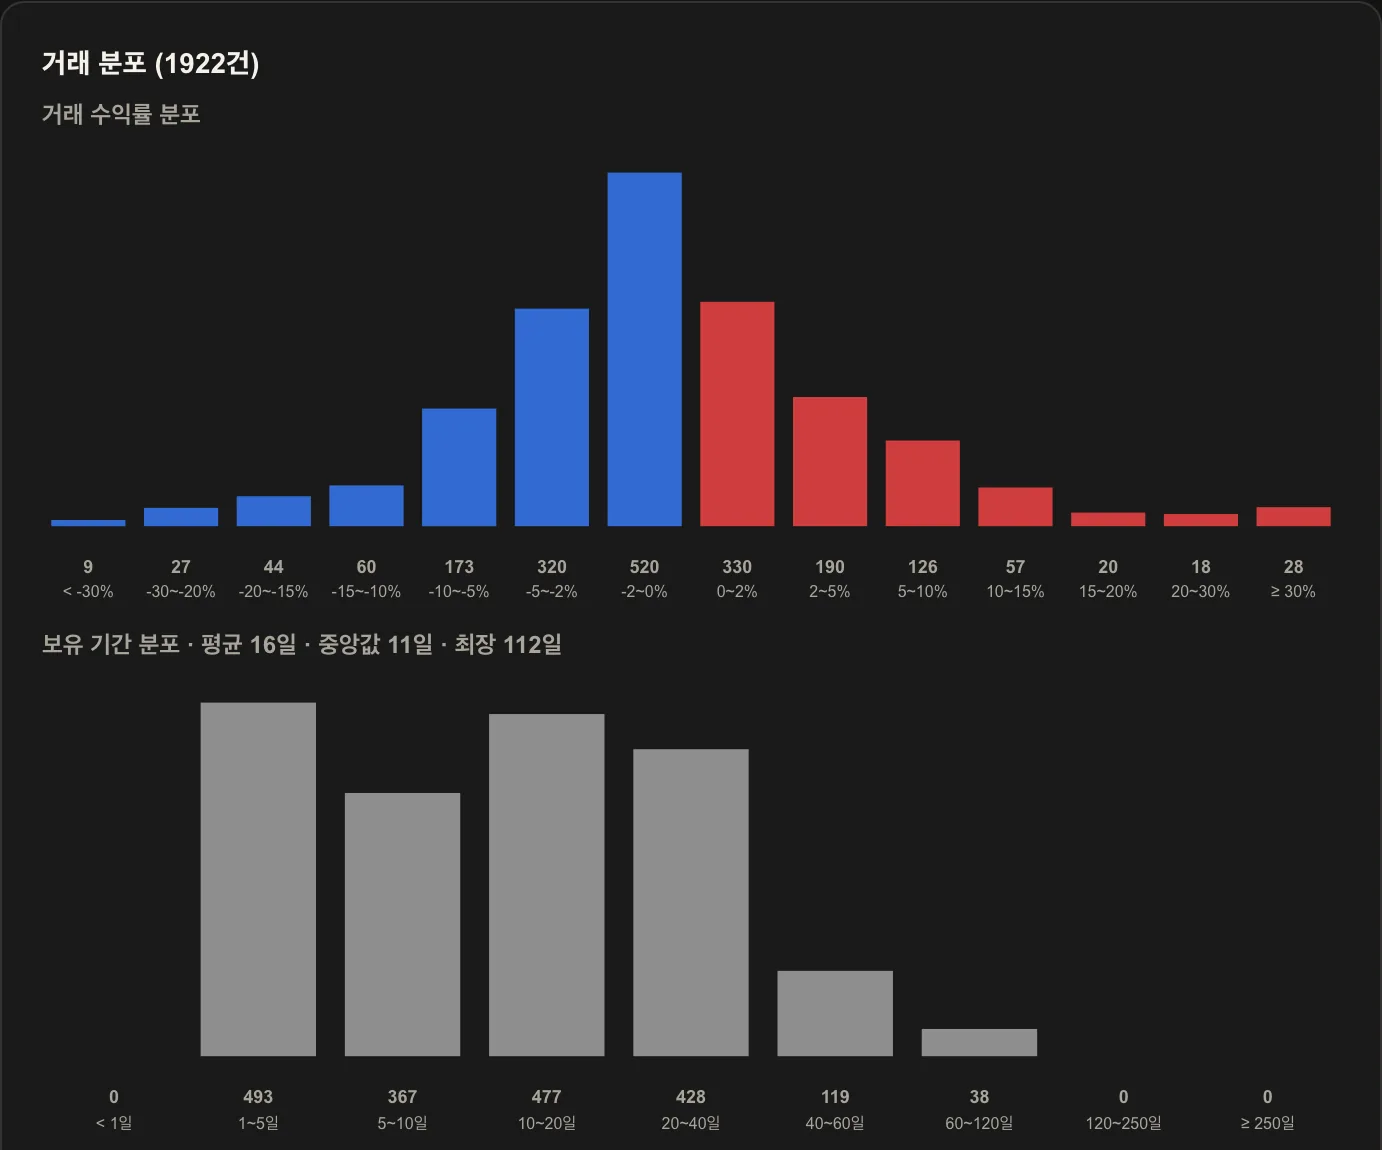 거래 분포 (1922건)
거래 수익률 분포
9 27 44 60 173 320 520 330 190 126 57 20 18 28
< -30% -30~-20% -20~-15% -15~-10% -10~-5% -5~-2% -2~0% 0~2% 2~5% 5~10% 10~15% 15~20% 20~30% ≥ 30%
보유 기간 분포 · 평균 16일 · 중앙값 11일 · 최장 112일
0 493 367 477 428 119 38 0 0
< 1일 1~5일 5~10일 10~20일 20~40일 40~60일 60~120일 120~250일 ≥ 250일